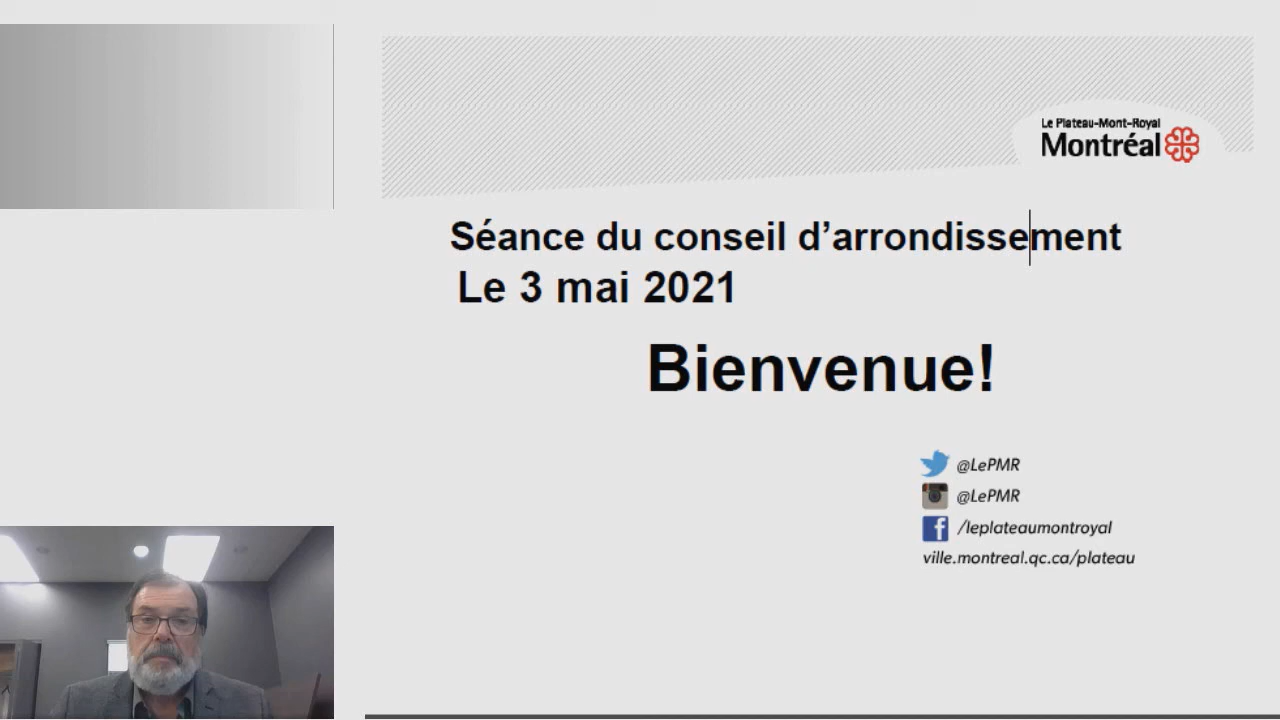 Le Plateau-Mont-Royal
Montréal
Séance du conseil d’arrondissement
Le 3 mai 2021
Bienvenue!
@LePMR
@LePMR
/leplateaumontroyal
ville.montreal.qc.ca/plateau